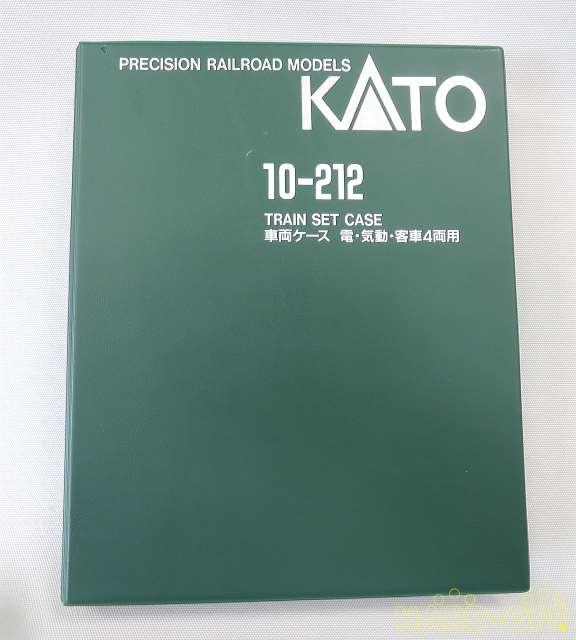 PRECISION RAILROAD MODELS
KATO
10-212
TRAIN SET CASE
車両ケース 電・気動・客車4両用